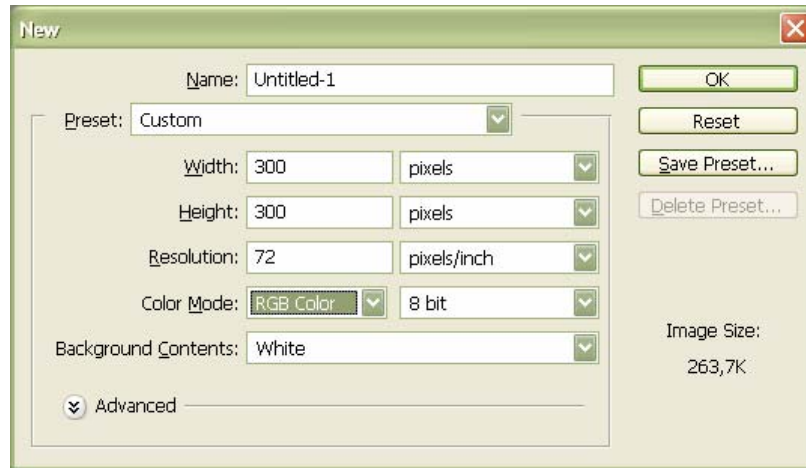 New
Name: Untitled-1
OK
Preset: Custom
Reset
Width: 300 pixels
Save Preset...
Height: 300 pixels
Delete Preset...
Resolution: 72 pixels/inch
Color Mode: RGB Color 8 bit
Image Size:
Background Contents: White
263,7K
Advanced